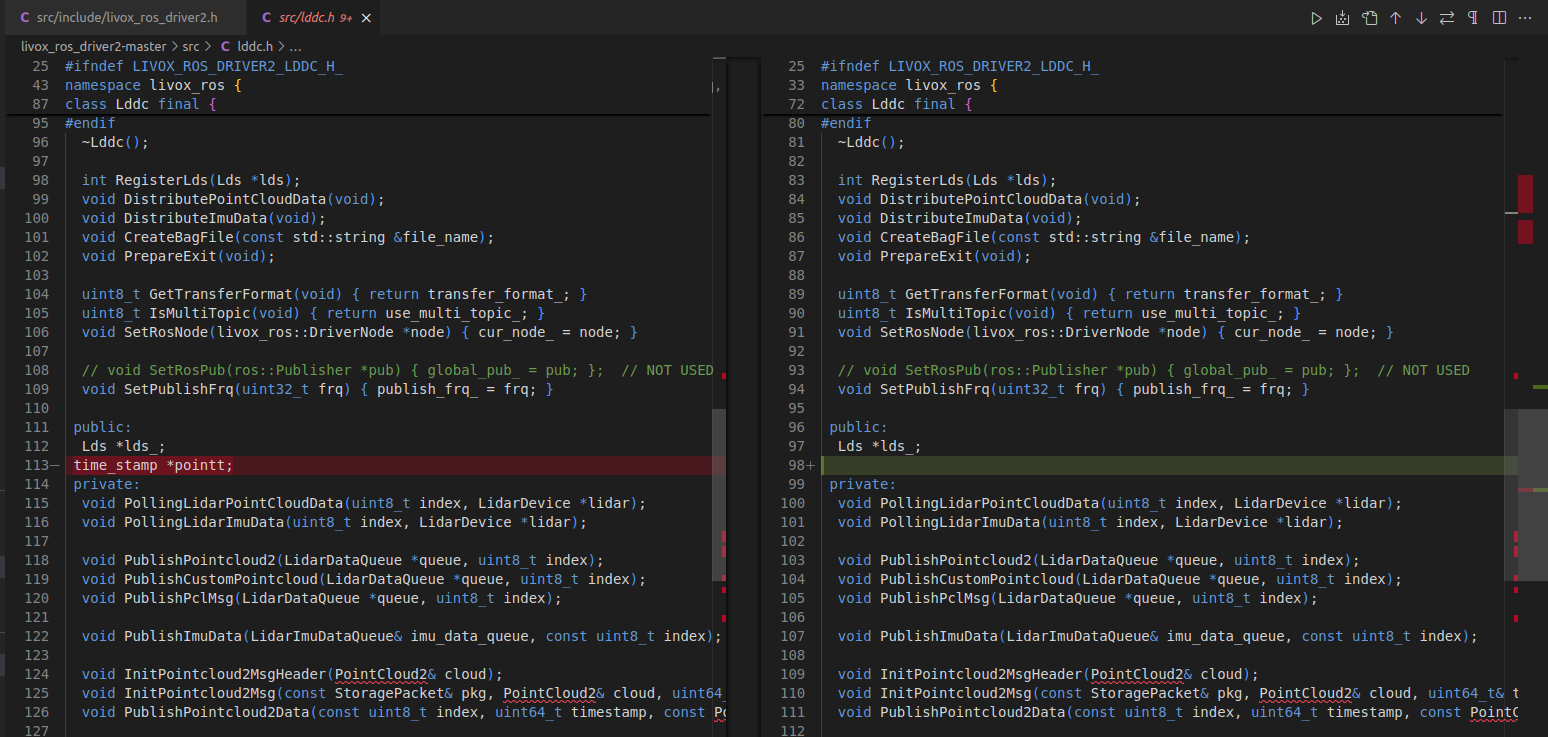 src/include/livox_ros_driver2.h
src/lddc.h 9+
livox_ros_driver2-master > src > C lddc.h > ...
25 #ifndef LIVOX_ROS_DRIVER2_LDDC_H_
43 namespace livox_ros {
87 class Lddc final {
95 #endif
96 ~Lddc();
97
98 int RegisterLds(Lds *lds);
99 void DistributePointCloudData(void);
100 void DistributeImuData(void);
101 void CreateBagFile(const std::string &file_name);
102 void PrepareExit(void);
103
104 uint8_t GetTransferFormat(void) { return transfer_format_; }
105 uint8_t IsMultiTopic(void) { return use_multi_topic_; }
106 void SetRosNode(livox_ros::DriverNode *node) { cur_node_ = node; }
107
108 // void SetRosPub(ros::Publisher *pub) { global_pub_ = pub; }; // NOT USED
109 void SetPublishFrq(uint32_t frq) { publish_frq_ = frq; }
110
111 public:
112 Lds *lds_;
113− time_stamp *pointt;
114 private:
115 void PollingLidarPointCloudData(uint8_t index, LidarDevice *lidar);
116 void PollingLidarImuData(uint8_t index, LidarDevice *lidar);
117
118 void PublishPointcloud2(LidarDataQueue *queue, uint8_t index);
119 void PublishCustomPointcloud(LidarDataQueue *queue, uint8_t index);
120 void PublishPclMsg(LidarDataQueue *queue, uint8_t index);
121
122 void PublishImuData(LidarImuDataQueue& imu_data_queue, const uint8_t index);
123
124 void InitPointcloud2MsgHeader(PointCloud2& cloud);
125 void InitPointcloud2Msg(const StoragePacket& pkg, PointCloud2& cloud, uint64_
126 void PublishPointcloud2Data(const uint8_t index, uint64_t timestamp, const Po
127
25 #ifndef LIVOX_ROS_DRIVER2_LDDC_H_
33 namespace livox_ros {
72 class Lddc final {
80 #endif
81 ~Lddc();
82
83 int RegisterLds(Lds *lds);
84 void DistributePointCloudData(void);
85 void DistributeImuData(void);
86 void CreateBagFile(const std::string &file_name);
87 void PrepareExit(void);
88
89 uint8_t GetTransferFormat(void) { return transfer_format_; }
90 uint8_t IsMultiTopic(void) { return use_multi_topic_; }
91 void SetRosNode(livox_ros::DriverNode *node) { cur_node_ = node; }
92
93 // void SetRosPub(ros::Publisher *pub) { global_pub_ = pub; }; // NOT USED
94 void SetPublishFrq(uint32_t frq) { publish_frq_ = frq; }
95
96 public:
97 Lds *lds_;
98+
99 private:
100 void PollingLidarPointCloudData(uint8_t index, LidarDevice *lidar);
101 void PollingLidarImuData(uint8_t index, LidarDevice *lidar);
102
103 void PublishPointcloud2(LidarDataQueue *queue, uint8_t index);
104 void PublishCustomPointcloud(LidarDataQueue *queue, uint8_t index);
105 void PublishPclMsg(LidarDataQueue *queue, uint8_t index);
106
107 void PublishImuData(LidarImuDataQueue& imu_data_queue, const uint8_t index);
108
109 void InitPointcloud2MsgHeader(PointCloud2& cloud);
110 void InitPointcloud2Msg(const StoragePacket& pkg, PointCloud2& cloud, uint64_t& t
111 void PublishPointcloud2Data(const uint8_t index, uint64_t timestamp, const PointC
112